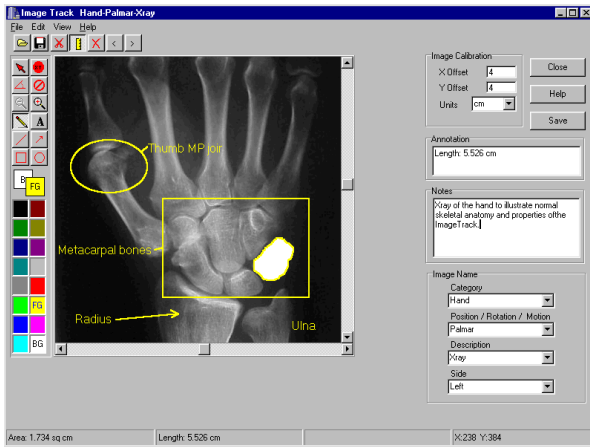 Image Track Hand-Palmar-Xray
File Edit View Help
Image Calibration
X Offset 4
Y Offset 4
Units cm
Close
Help
Save
A
B
FG
FG
BG
Thumb MP join
Metacarpal bones
Radius
Ulna
Annotation
Length: 5.526 cm
Notes
Xray of the hand to illustrate normal
skeletal anatomy and properties ofthe
ImageTrack.
Image Name
Category
Hand
Position / Rotation / Motion
Palmar
Description
Xray
Side
Left
Area: 1.734 sq cm
Length: 5.526 cm
X:238 Y:384